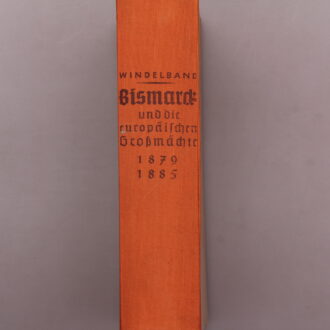 WINDELBAND
Bismarck
und die
europäischen
Großmächte
1879
1885